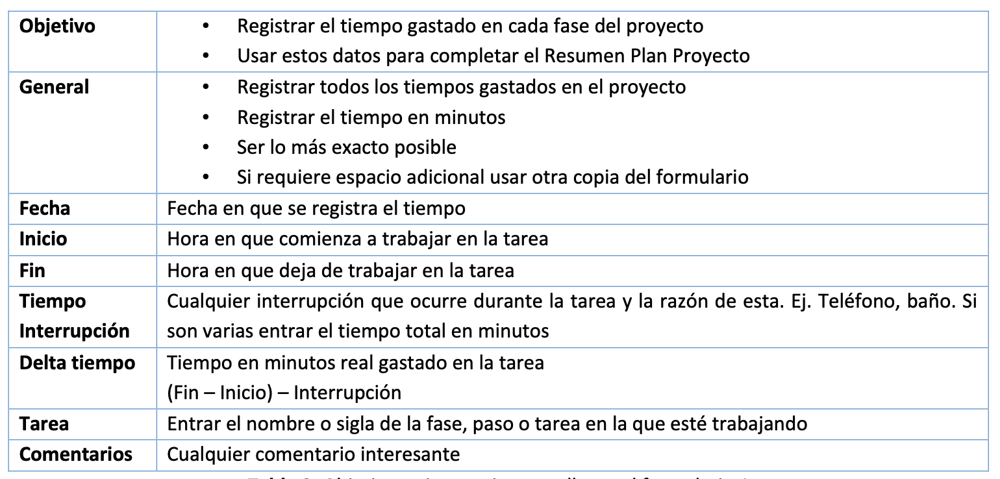 Objetivo
• Registrar el tiempo gastado en cada fase del proyecto
• Usar estos datos para completar el Resumen Plan Proyecto
General
• Registrar todos los tiempos gastados en el proyecto
• Registrar el tiempo en minutos
• Ser lo más exacto posible
• Si requiere espacio adicional usar otra copia del formulario
Fecha
Fecha en que se registra el tiempo
Inicio
Hora en que comienza a trabajar en la tarea
Fin
Hora en que deja de trabajar en la tarea
Tiempo
Interrupción
Cualquier interrupción que ocurre durante la tarea y la razón de esta. Ej. Teléfono, baño. Si
son varias entrar el tiempo total en minutos
Delta tiempo
Tiempo en minutos real gastado en la tarea
(Fin – Inicio) – Interrupción
Tarea
Entrar el nombre o sigla de la fase, paso o tarea en la que esté trabajando
Comentarios
Cualquier comentario interesante